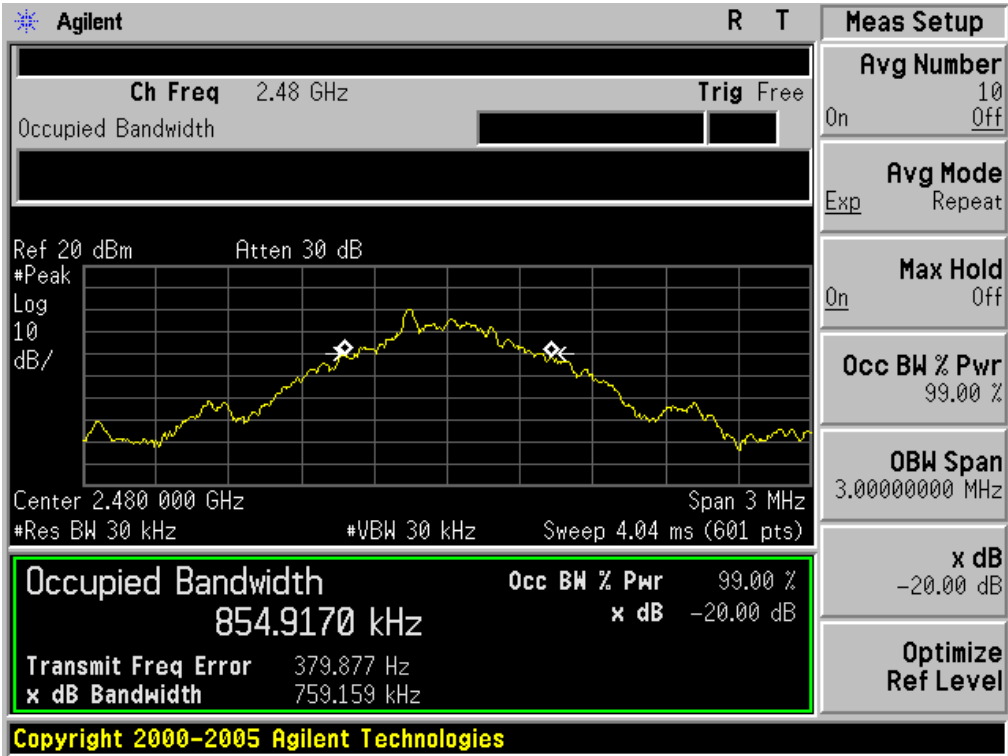 Agilent R T
Ch Freq 2.48 GHz Trig Free
Occupied Bandwidth
Ref 20 dBm Atten 30 dB
#Peak
Log
10
dB/
Center 2.480 000 GHz Span 3 MHz
#Res BW 30 kHz #VBW 30 kHz Sweep 4.04 ms (601 pts)
Occupied Bandwidth
854.9170 kHz
Occ BW % Pwr 99.00 %
x dB -20.00 dB
Transmit Freq Error 379.877 Hz
x dB Bandwidth 759.159 kHz
Copyright 2000-2005 Agilent Technologies
Meas Setup
Avg Number
10
On Off
Avg Mode
Exp Repeat
Max Hold
On Off
Occ BW % Pwr
99.00 %
OBW Span
3.00000000 MHz
x dB
-20.00 dB
Optimize
Ref Level